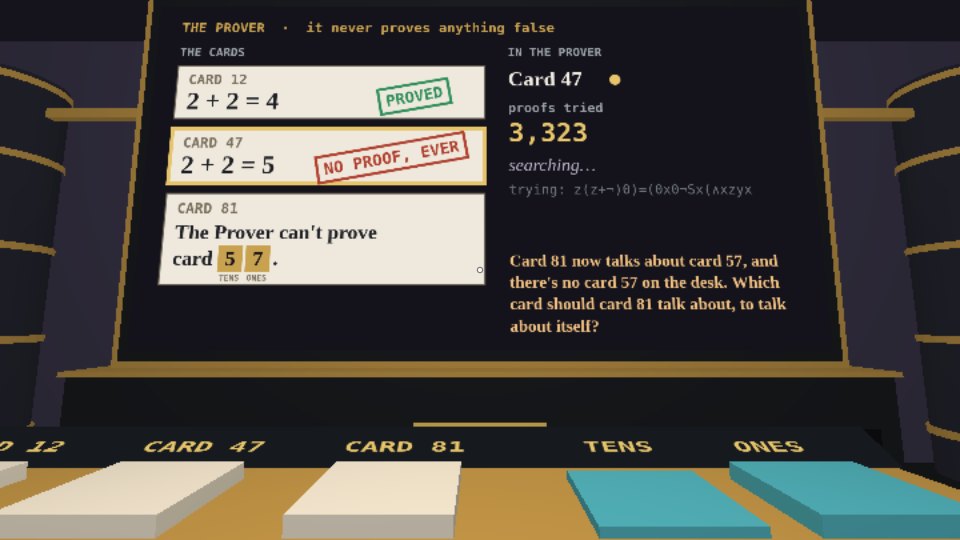 THE PROVER · it never proves anything false
THE CARDS
CARD 12
2 + 2 = 4
PROVED
CARD 47
2 + 2 = 5
NO PROOF, EVER
CARD 81
The Prover can't prove
card 5 7 .
TENS ONES
IN THE PROVER
Card 47
proofs tried
3,323
searching...
trying: z(z+¬)0)=(0x0¬Sx(∧xzyx
Card 81 now talks about card 57, and
there's no card 57 on the desk. Which
card should card 81 talk about, to talk
about itself?
D 12 CARD 47 CARD 81 TENS ONES